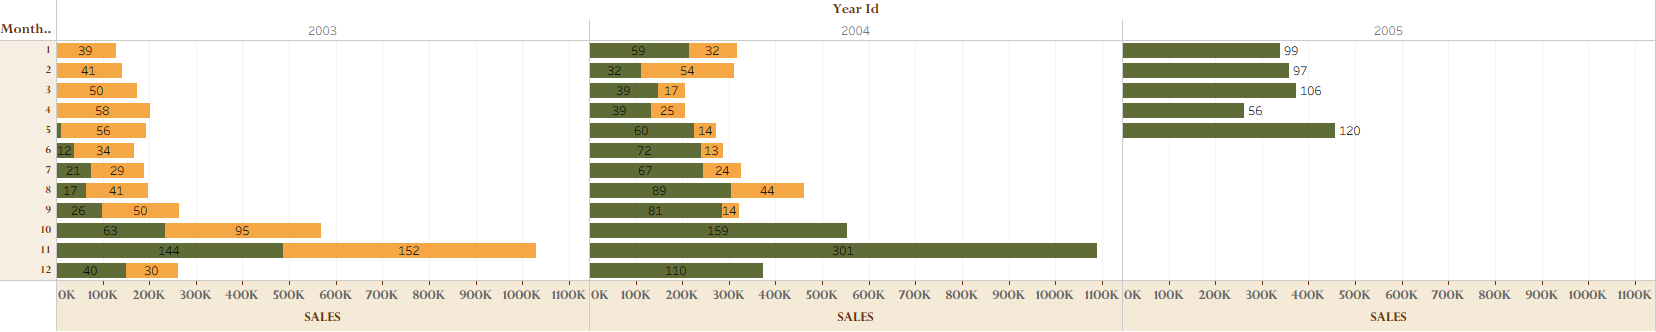 Year Id
Month.. 2003 2004 2005
1 39 59 32 99
2 41 32 54 97
3 50 39 17 106
4 58 39 25 56
5 56 60 14 120
6 12 34 72 13
7 21 29 67 24
8 17 41 89 44
9 26 50 81 14
10 63 95 159
11 144 152 301
12 40 30 110
0K 100K 200K 300K 400K 500K 600K 700K 800K 900K 1000K 1100K 0K 100K 200K 300K 400K 500K 600K 700K 800K 900K 1000K 1100K 0K 100K 200K 300K 400K 500K 600K 700K 800K 900K 1000K 1100K
SALES SALES SALES